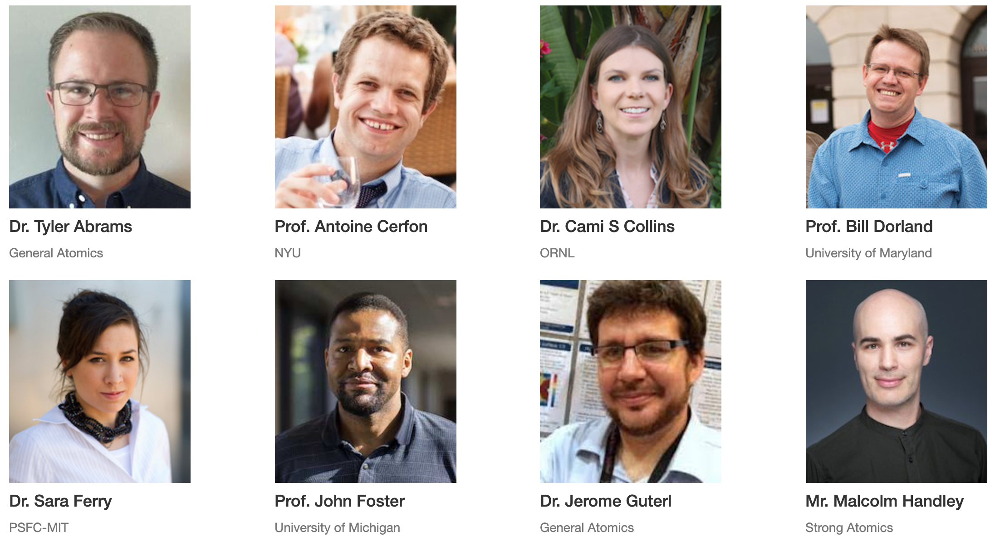 Dr. Tyler Abrams
General Atomics
Prof. Antoine Cerfon
NYU
Dr. Cami S Collins
ORNL
Prof. Bill Dorland
University of Maryland
Dr. Sara Ferry
PSFC-MIT
Prof. John Foster
University of Michigan
Dr. Jerome Guterl
General Atomics
Mr. Malcolm Handley
Strong Atomics